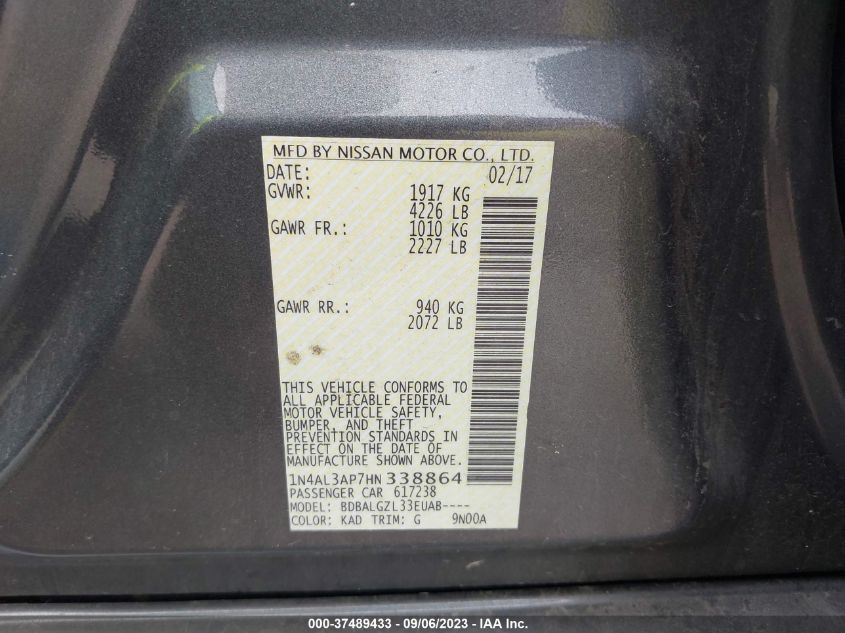 MFD BY NISSAN MOTOR CO., LTD.
DATE: 02/17
GVWR: 1917 KG
4226 LB
GAWR FR.: 1010 KG
2227 LB
GAWR RR.: 940 KG
2072 LB
THIS VEHICLE CONFORMS TO
ALL APPLICABLE FEDERAL
MOTOR VEHICLE SAFETY,
BUMPER, AND THEFT
PREVENTION STANDARDS IN
EFFECT ON THE DATE OF
MANUFACTURE SHOWN ABOVE.
1N4AL3AP7HN 338864
PASSENGER CAR 617238
MODEL: BDBALGZL33EUAB----
COLOR: KAD TRIM: G 9N00A
000-37489433 - 09/06/2023 - IAA Inc.